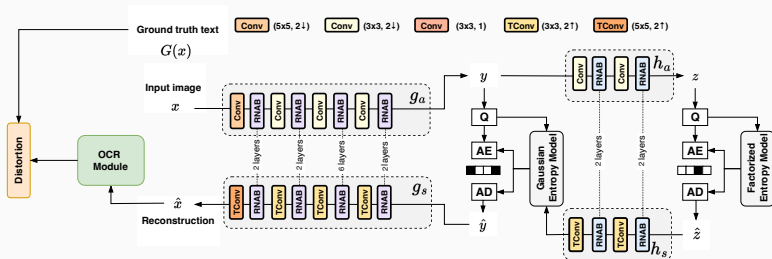 Ground truth text
G(x)
Conv (5x5, 2↓)
Conv (3x3, 2↓)
Conv (3x3, 1)
TConv (3x3, 2↑)
TConv (5x5, 2↑)
Input image
x
Conv RNAB Conv RNAB Conv RNAB Conv RNAB
g_a
y
Conv RNAB Conv RNAB
h_a
z
Q
AE
AD
Gaussian
Entropy Model
Q
AE
AD
Factorized
Entropy Model
2 layers
2 layers
6 layers
2 layers
2 layers
2 layers
Distortion
OCR
Module
x̂
Reconstruction
TConv RNAB TConv RNAB TConv RNAB TConv RNAB
g_s
ŷ
TConv RNAB TConv RNAB
h_s
ẑ